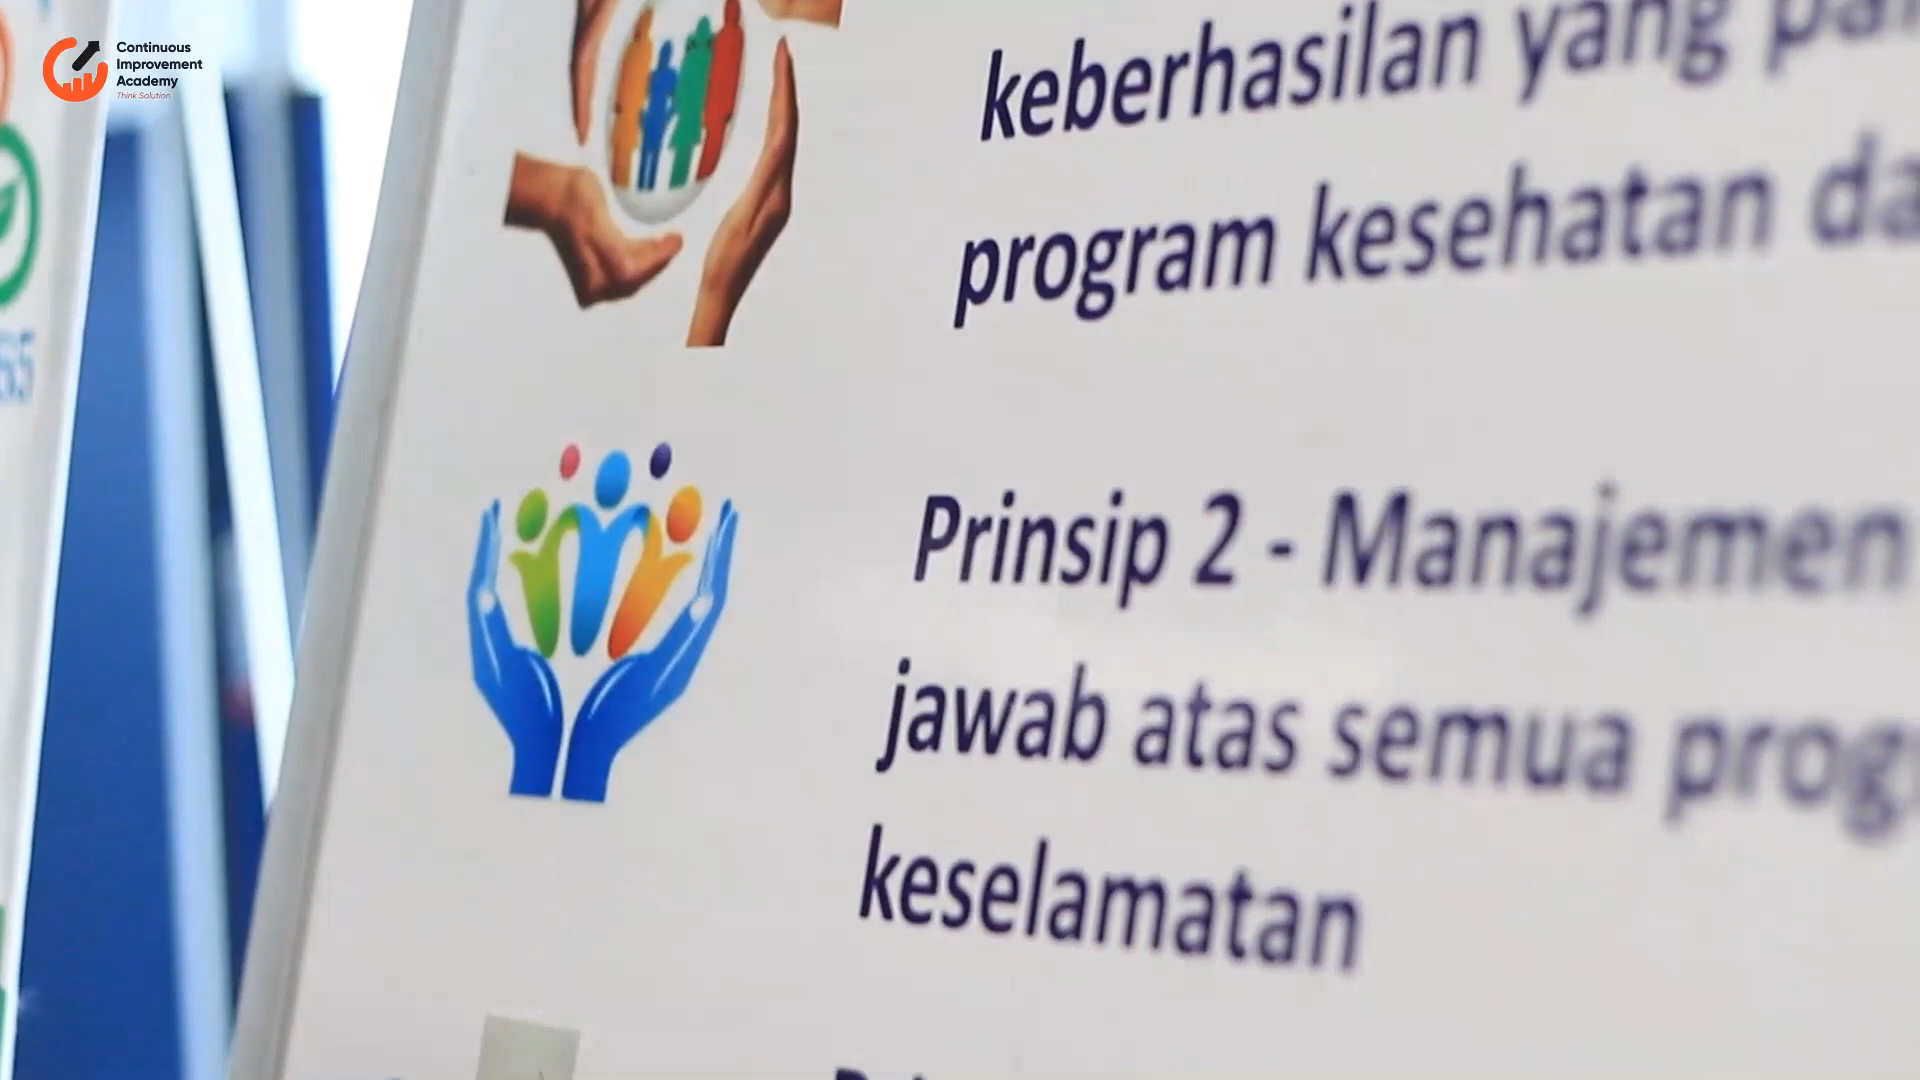 Continuous
Improvement
Academy
Think Solution
keberhasilan yang
program kesehatan
Prinsip 2 - Manajemen
jawab atas semua
keselamatan